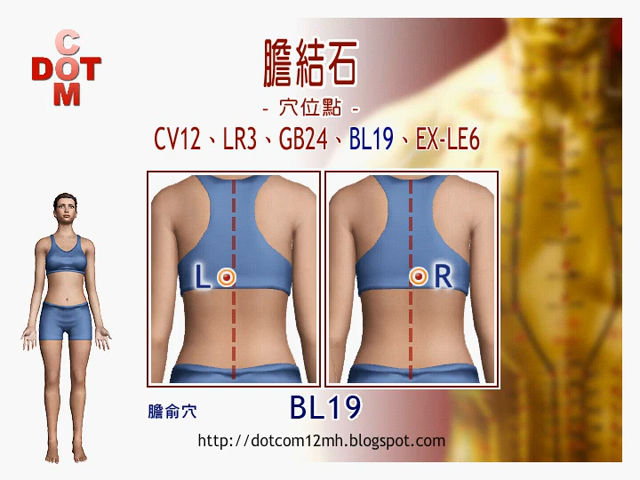 COM
DOT
膽結石
- 穴位點 -
CV12、LR3、GB24、BL19、EX-LE6
L
R
膽俞穴
BL19
http://dotcom12mh.blogspot.com